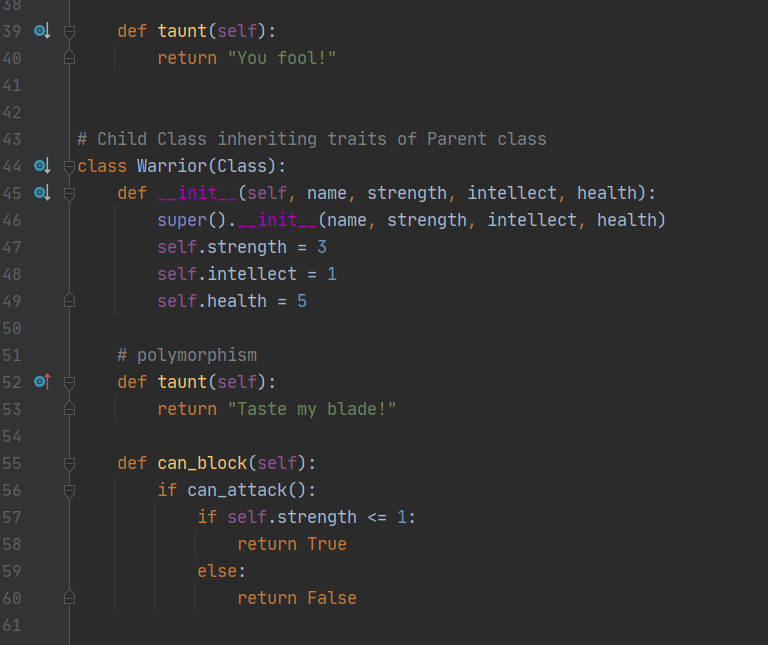 38
39     def taunt(self):
40         return "You fool!"
41
42
43 # Child Class inheriting traits of Parent class
44 class Warrior(Class):
45     def __init__(self, name, strength, intellect, health):
46         super().__init__(name, strength, intellect, health)
47         self.strength = 3
48         self.intellect = 1
49         self.health = 5
50
51     # polymorphism
52     def taunt(self):
53         return "Taste my blade!"
54
55     def can_block(self):
56         if can_attack():
57             if self.strength <= 1:
58                 return True
59             else:
60                 return False
61